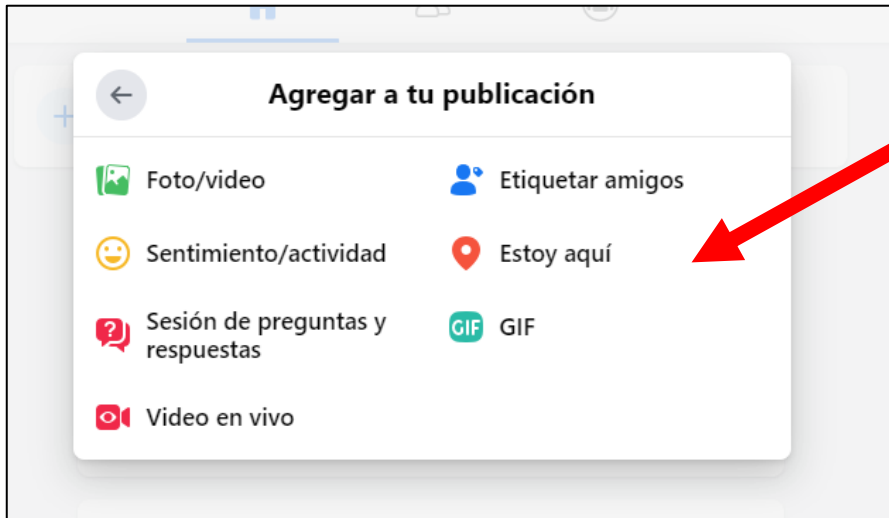 Agregar a tu publicación
Foto/video
Etiquetar amigos
Sentimiento/actividad
Estoy aquí
Sesión de preguntas y
respuestas
GIF GIF
Video en vivo